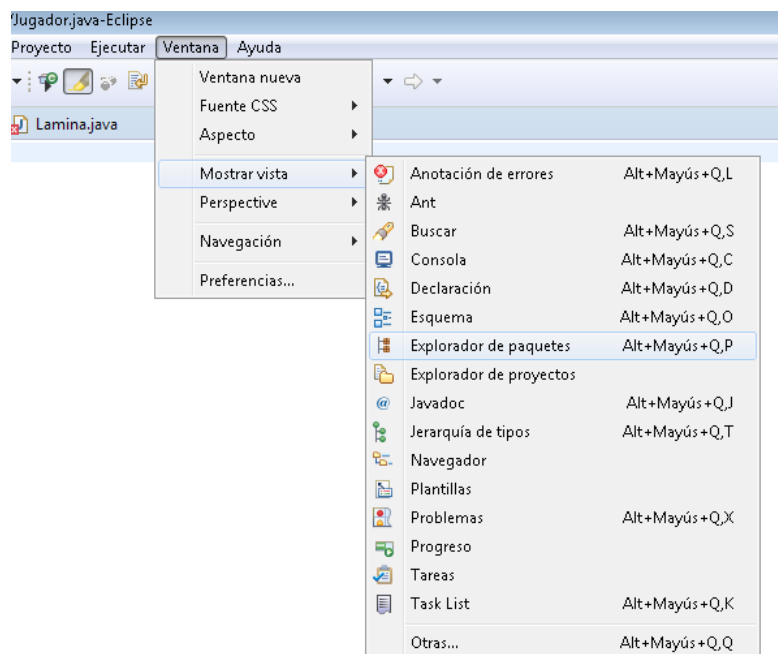 /Jugador.java-Eclipse
Proyecto Ejecutar Ventana Ayuda
Lamina.java
Ventana nueva
Fuente CSS
Aspecto
Mostrar vista
Perspective
Navegación
Preferencias...
Anotación de errores Alt+Mayús+Q,L
Ant
Buscar Alt+Mayús+Q,S
Consola Alt+Mayús+Q,C
Declaración Alt+Mayús+Q,D
Esquema Alt+Mayús+Q,O
Explorador de paquetes Alt+Mayús+Q,P
Explorador de proyectos
Javadoc Alt+Mayús+Q,J
Jerarquía de tipos Alt+Mayús+Q,T
Navegador
Plantillas
Problemas Alt+Mayús+Q,X
Progreso
Tareas
Task List Alt+Mayús+Q,K
Otras... Alt+Mayús+Q,Q